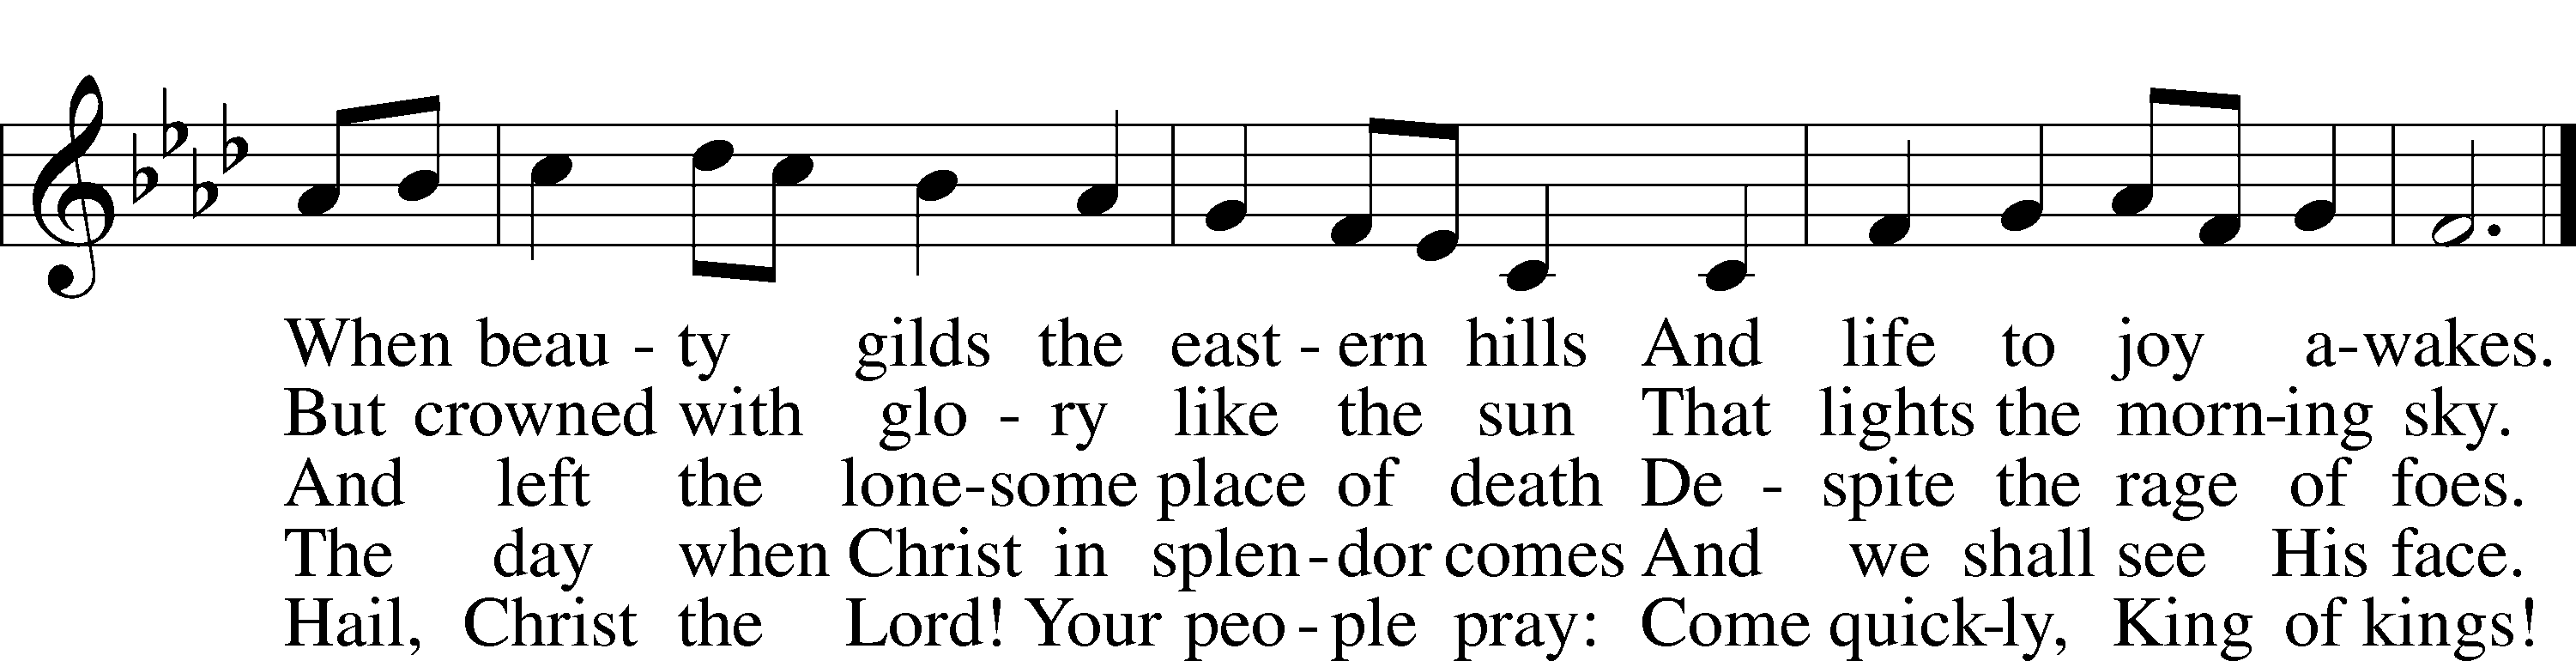 When beau - ty gilds the east - ern hills And life to joy a-wakes.
But crowned with glo - ry like the sun That lights the morn-ing sky.
And left the lone-some place of death De - spite the rage of foes.
The day when Christ in splen-dor comes And we shall see His face.
Hail, Christ the Lord! Your peo - ple pray: Come quick-ly, King of kings!